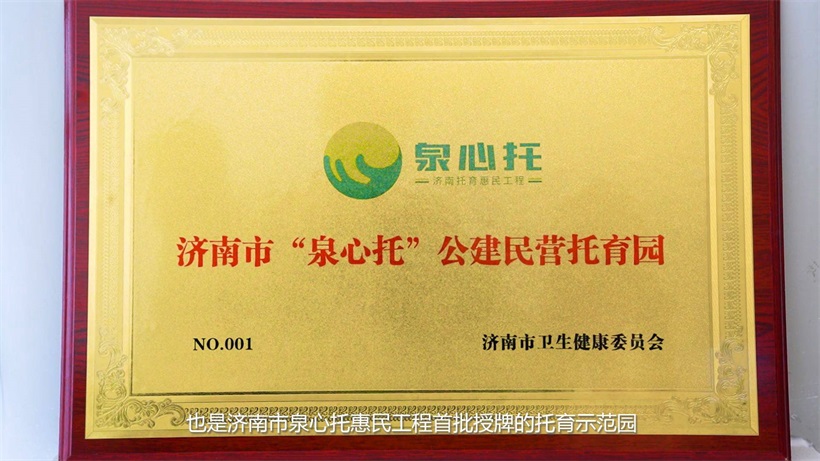 泉心托
济南托育惠民工程
济南市“泉心托”公建民营托育园
NO.001
济南市卫生健康委员会
也是济南市泉心托惠民工程首批授牌的托育示范园